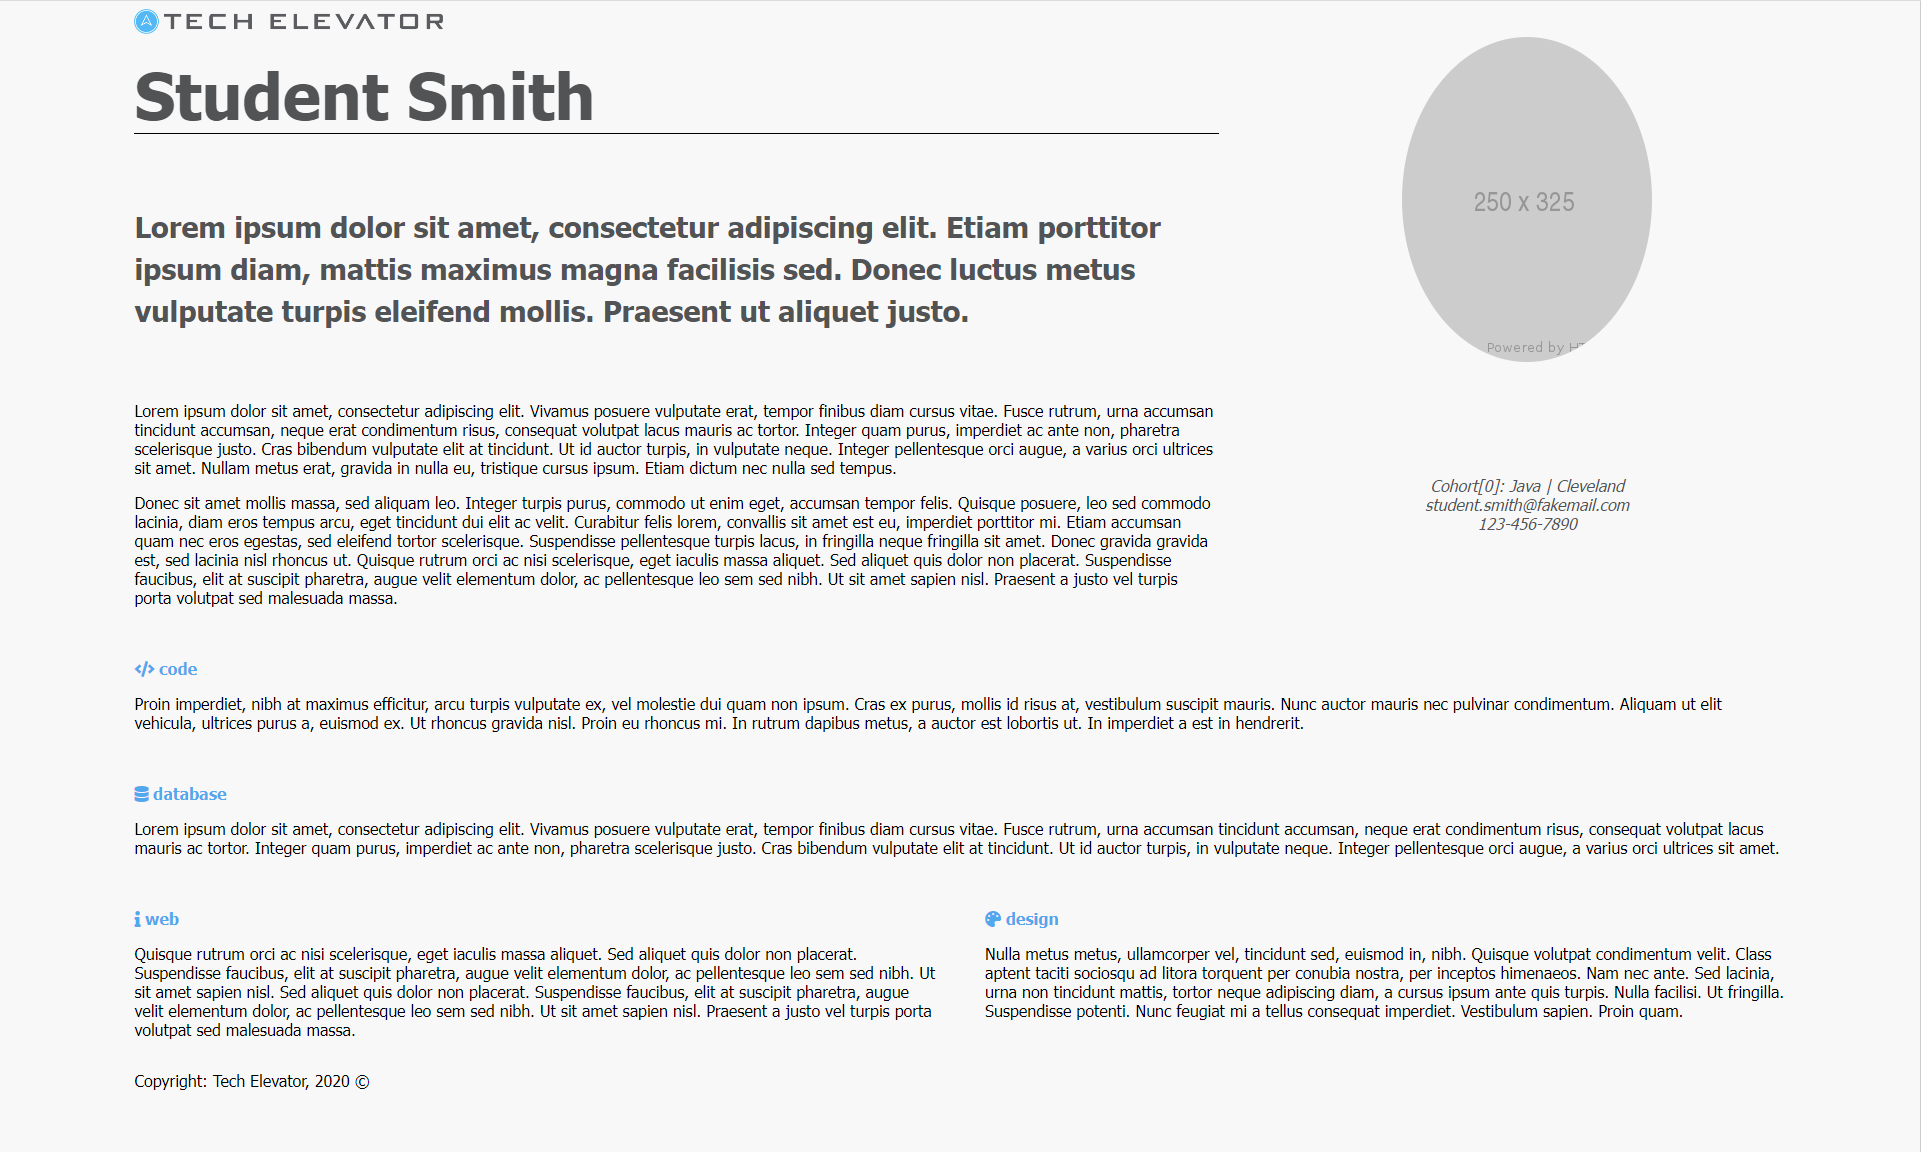 TECH ELEVATOR
Student Smith
250 x 325
Powered by HT
Lorem ipsum dolor sit amet, consectetur adipiscing elit. Etiam porttitor
ipsum diam, mattis maximus magna facilisis sed. Donec luctus metus
vulputate turpis eleifend mollis. Praesent ut aliquet justo.
Lorem ipsum dolor sit amet, consectetur adipiscing elit. Vivamus posuere vulputate erat, tempor finibus diam cursus vitae. Fusce rutrum, urna accumsan
tincidunt accumsan, neque erat condimentum risus, consequat volutpat lacus mauris ac tortor. Integer quam purus, imperdiet ac ante non, pharetra
scelerisque justo. Cras bibendum vulputate elit at tincidunt. Ut id auctor turpis, in vulputate neque. Integer pellentesque orci augue, a varius orci ultrices
sit amet. Nullam metus erat, gravida in nulla eu, tristique cursus ipsum. Etiam dictum nec nulla sed tempus.
Donec sit amet mollis massa, sed aliquam leo. Integer turpis purus, commodo ut enim eget, accumsan tempor felis. Quisque posuere, leo sed commodo
lacinia, diam eros tempus arcu, eget tincidunt dui elit ac velit. Curabitur felis lorem, convallis sit amet est eu, imperdiet porttitor mi. Etiam accumsan
quam nec eros egestas, sed eleifend tortor scelerisque. Suspendisse pellentesque turpis lacus, in fringilla neque fringilla sit amet. Donec gravida gravida
est, sed lacinia nisl rhoncus ut. Quisque rutrum orci ac nisi scelerisque, eget iaculis massa aliquet. Sed aliquet quis dolor non placerat. Suspendisse
faucibus, elit at suscipit pharetra, augue velit elementum dolor, ac pellentesque leo sem sed nibh. Ut sit amet sapien nisl. Praesent a justo vel turpis
porta volutpat sed malesuada massa.
Cohort[0]: Java | Cleveland
student.smith@fakemail.com
123-456-7890
code
Proin imperdiet, nibh at maximus efficitur, arcu turpis vulputate ex, vel molestie dui quam non ipsum. Cras ex purus, mollis id risus at, vestibulum suscipit mauris. Nunc auctor mauris nec pulvinar condimentum. Aliquam ut elit
vehicula, ultrices purus a, euismod ex. Ut rhoncus gravida nisl. Proin eu rhoncus mi. In rutrum dapibus metus, a auctor est lobortis ut. In imperdiet a est in hendrerit.
database
Lorem ipsum dolor sit amet, consectetur adipiscing elit. Vivamus posuere vulputate erat, tempor finibus diam cursus vitae. Fusce rutrum, urna accumsan tincidunt accumsan, neque erat condimentum risus, consequat volutpat lacus
mauris ac tortor. Integer quam purus, imperdiet ac ante non, pharetra scelerisque justo. Cras bibendum vulputate elit at tincidunt. Ut id auctor turpis, in vulputate neque. Integer pellentesque orci augue, a varius orci ultrices sit amet.
web
Quisque rutrum orci ac nisi scelerisque, eget iaculis massa aliquet. Sed aliquet quis dolor non placerat.
Suspendisse faucibus, elit at suscipit pharetra, augue velit elementum dolor, ac pellentesque leo sem sed nibh. Ut
sit amet sapien nisl. Sed aliquet quis dolor non placerat. Suspendisse faucibus, elit at suscipit pharetra, augue
velit elementum dolor, ac pellentesque leo sem sed nibh. Ut sit amet sapien nisl. Praesent a justo vel turpis porta
volutpat sed malesuada massa.
design
Nulla metus metus, ullamcorper vel, tincidunt sed, euismod in, nibh. Quisque volutpat condimentum velit. Class
aptent taciti sociosqu ad litora torquent per conubia nostra, per inceptos himenaeos. Nam nec ante. Sed lacinia,
urna non tincidunt mattis, tortor neque adipiscing diam, a cursus ipsum ante quis turpis. Nulla facilisi. Ut fringilla.
Suspendisse potenti. Nunc feugiat mi a tellus consequat imperdiet. Vestibulum sapien. Proin quam.
Copyright: Tech Elevator, 2020 ©